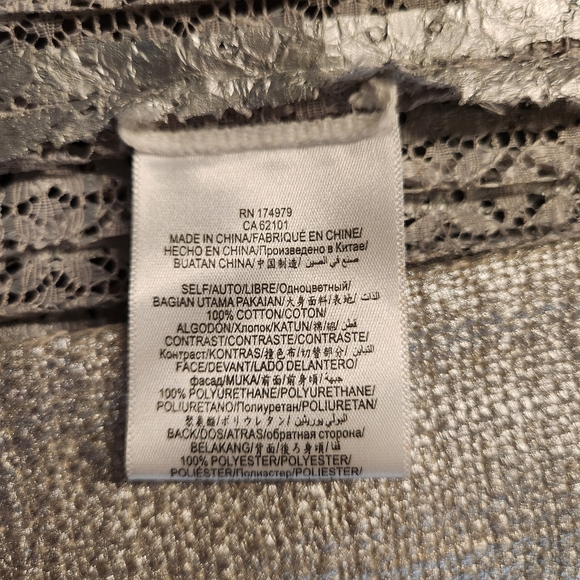 RN 174979
CA 62101
MADE IN CHINA/FABRIQUÉ EN CHINE/
HECHO EN CHINA/Произведено в Китае/
BUATAN CHINA/中国制造/ صنع في الصين/
SELF/AUTO/LIBRE/Одноцветный/
BAGIAN UTAMA PAKAIAN/大身面料/表地/ الذات/
100% COTTON/COTON/
ALGODÓN/Хлопок/KATUN/棉/綿/ قطن/
CONTRAST/CONTRASTE/CONTRASTE/
Контраст/KONTRAS/撞色布/切替部分/ التباين/
FACE/DEVANT/LADO DELANTERO/
фасад/MUKA/前面/前身頃/ جبهة/
100% POLYURETHANE/POLYURETHANE/
POLIURETANO/Полиуретан/POLIURETAN/
聚氨酯/ポリウレタン/ البولي يوريثين/
BACK/DOS/ATRAS/обратная сторона/
BELAKANG/背面/後ろ身頃/ قفا/
100% POLYESTER/POLYESTER/
POLIÉSTER/Полиэстер/POLIESTER/